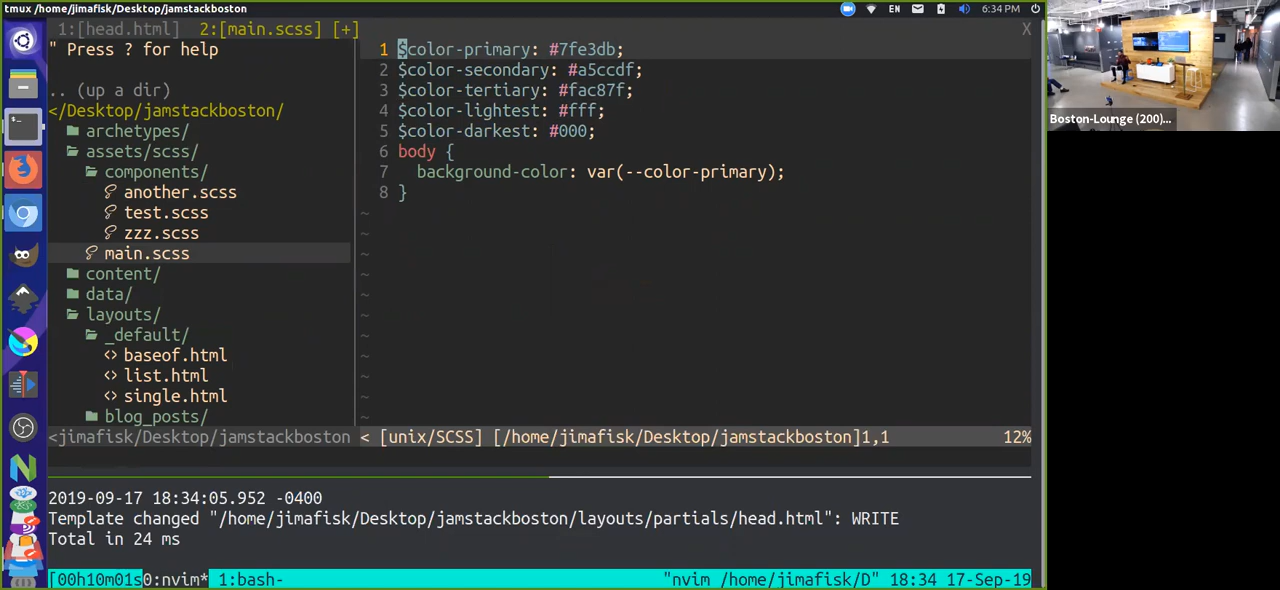 tmux /home/jimafisk/Desktop/jamstackboston
EN
6:34 PM
1:[head.html] 2:[main.scss] [+]
X
" Press ? for help
.. (up a dir)
</Desktop/jamstackboston/
archetypes/
assets/scss/
components/
another.scss
test.scss
zzz.scss
main.scss
content/
data/
layouts/
_default/
<> baseof.html
<> list.html
<> single.html
blog_posts/
<jimafisk/Desktop/jamstackboston
1 $color-primary: #7fe3db;
2 $color-secondary: #a5ccdf;
3 $color-tertiary: #fac87f;
4 $color-lightest: #fff;
5 $color-darkest: #000;
6 body {
7 background-color: var(--color-primary);
8 }
~
~
~
~
~
~
~
~
~
~
~
< [unix/SCSS] [/home/jimafisk/Desktop/jamstackboston]1,1 12%
2019-09-17 18:34:05.952 -0400
Template changed "/home/jimafisk/Desktop/jamstackboston/layouts/partials/head.html": WRITE
Total in 24 ms
[00h10m01s0:nvim* 1:bash- "nvim /home/jimafisk/D" 18:34 17-Sep-19
Boston-Lounge (200)...